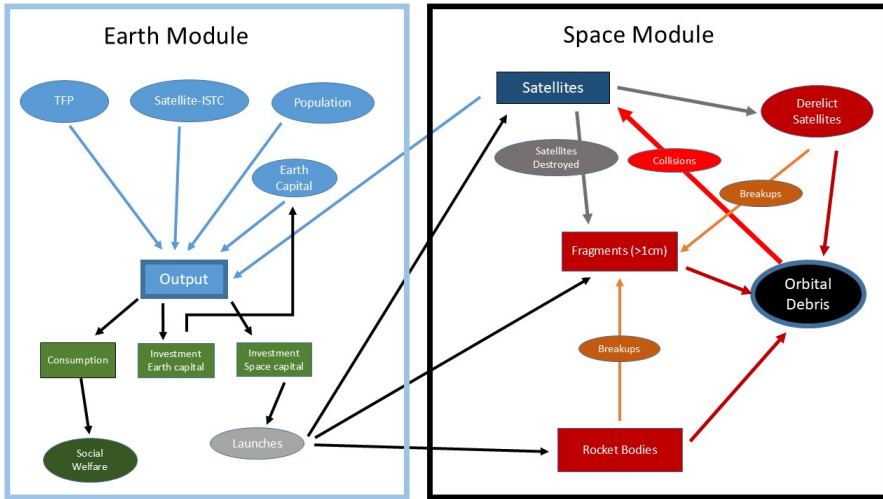 Earth Module
TFP
Satellite-ISTC
Population
Earth
Capital
Output
Consumption
Investment
Earth capital
Investment
Space capital
Social
Welfare
Launches
Space Module
Satellites
Derelict
Satellites
Satellites
Destroyed
Collisions
Breakups
Fragments (>1cm)
Orbital
Debris
Breakups
Rocket Bodies